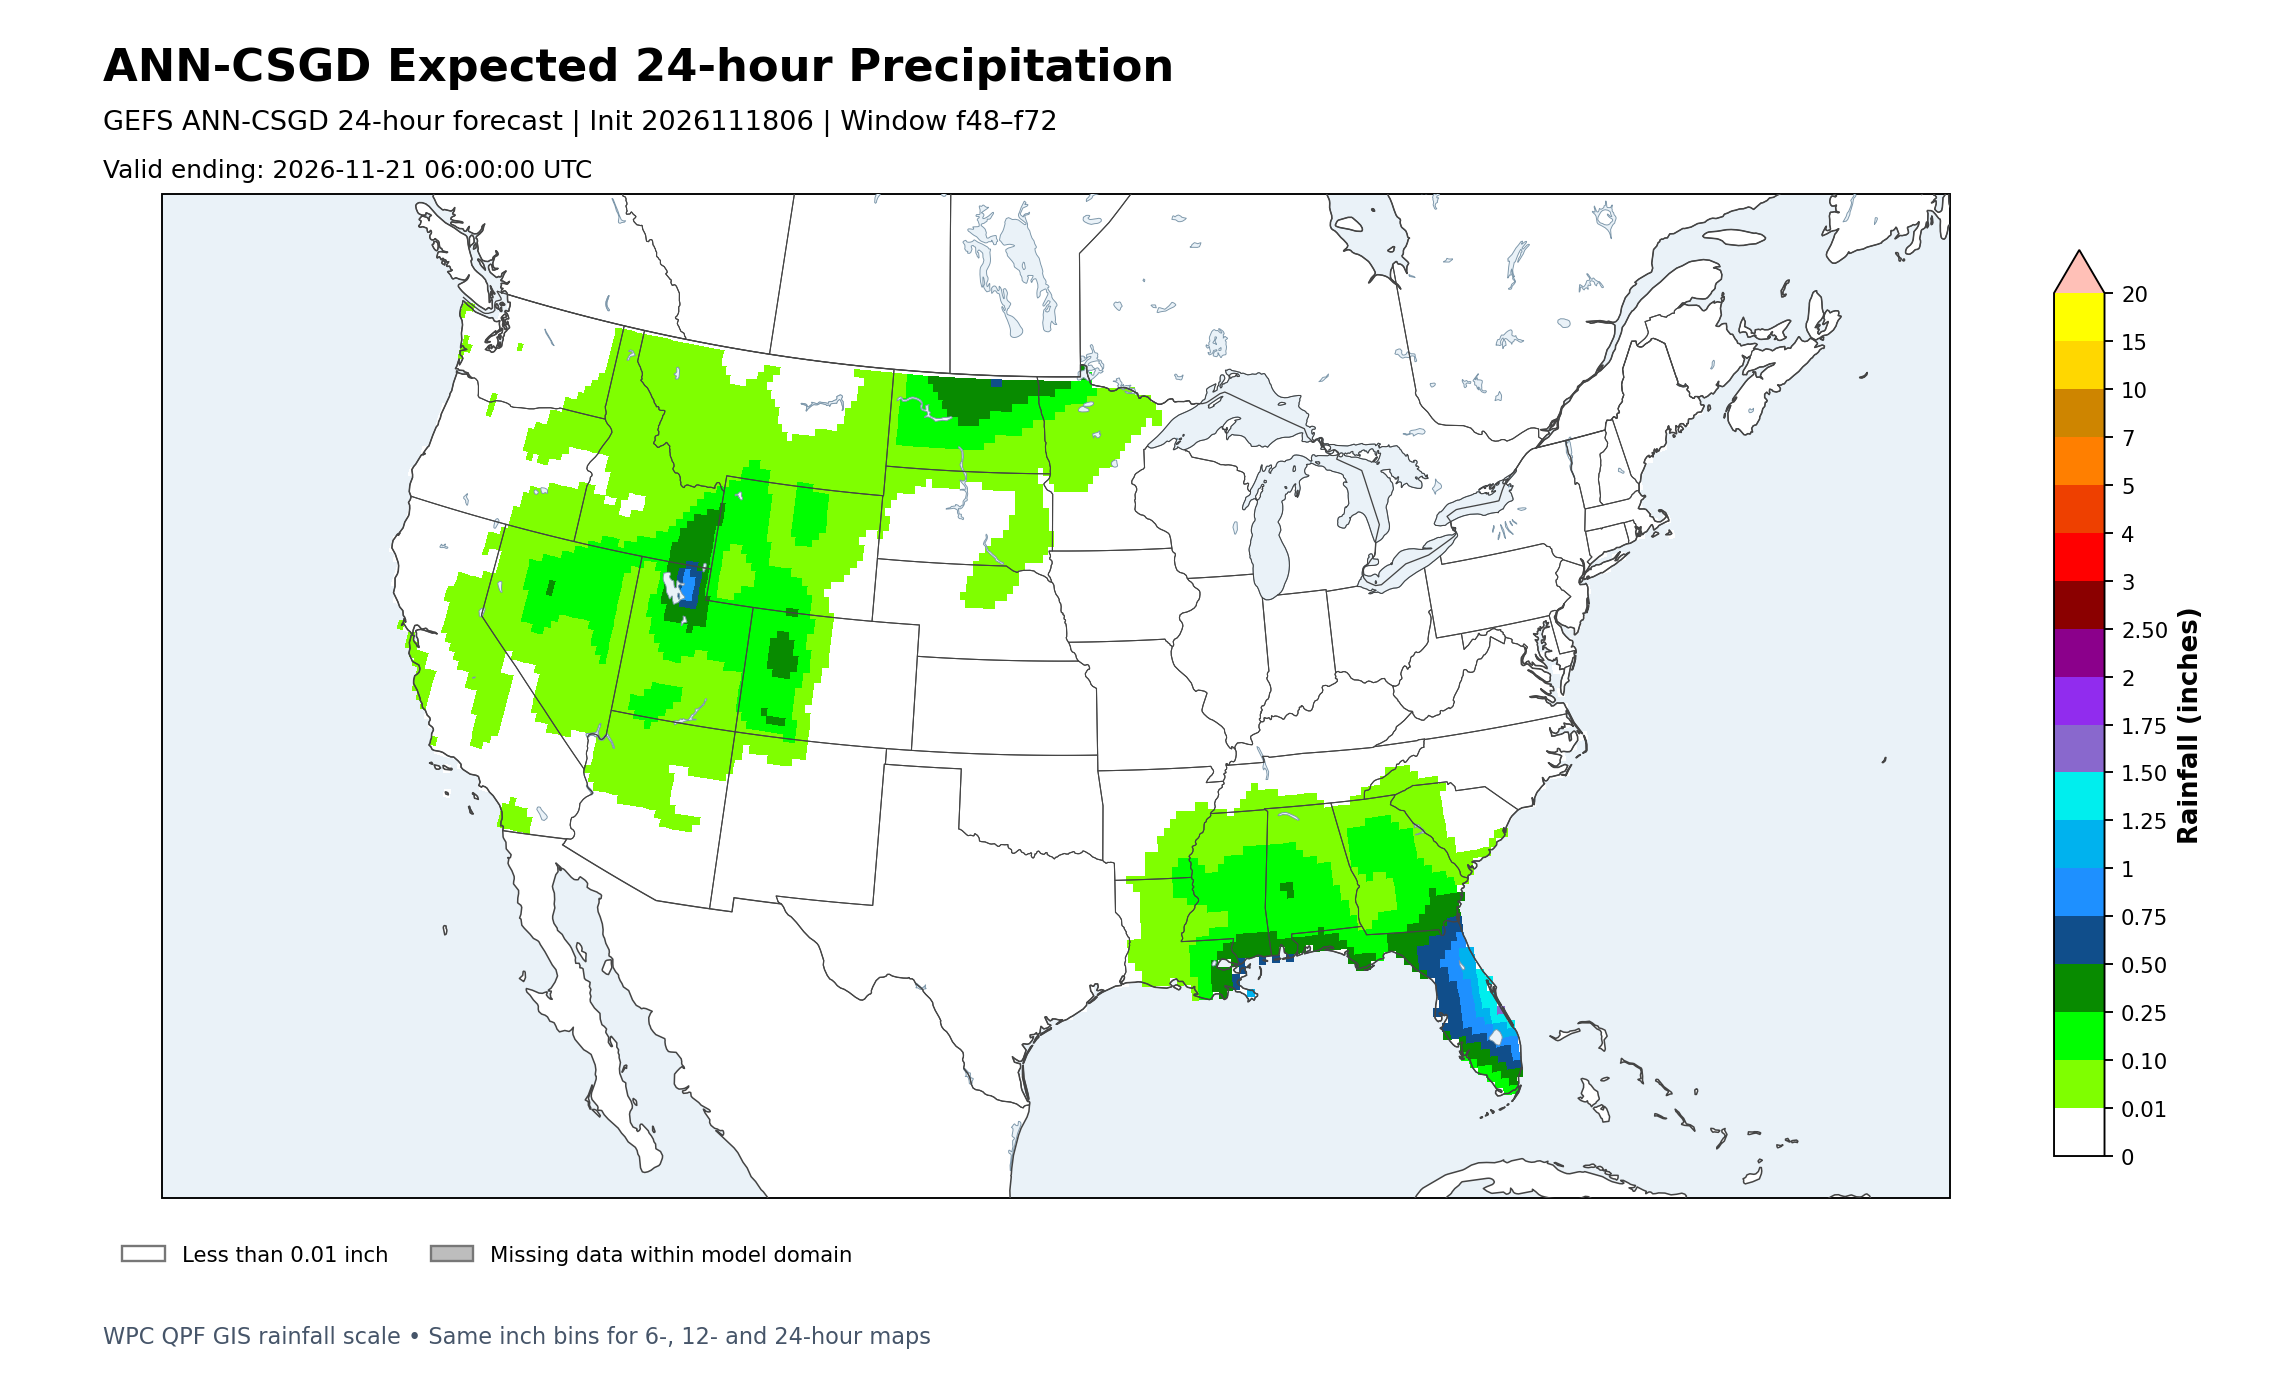 ANN-CSGD Expected 24-hour Precipitation
GEFS ANN-CSGD 24-hour forecast | Init 2026111806 | Window f48–f72
Valid ending: 2026-11-21 06:00:00 UTC
20
15
10
7
5
4
3
2.50
2
1.75
1.50
1.25
1
0.75
0.50
0.25
0.10
0.01
0
Rainfall (inches)
Less than 0.01 inch
Missing data within model domain
WPC QPF GIS rainfall scale • Same inch bins for 6-, 12- and 24-hour maps